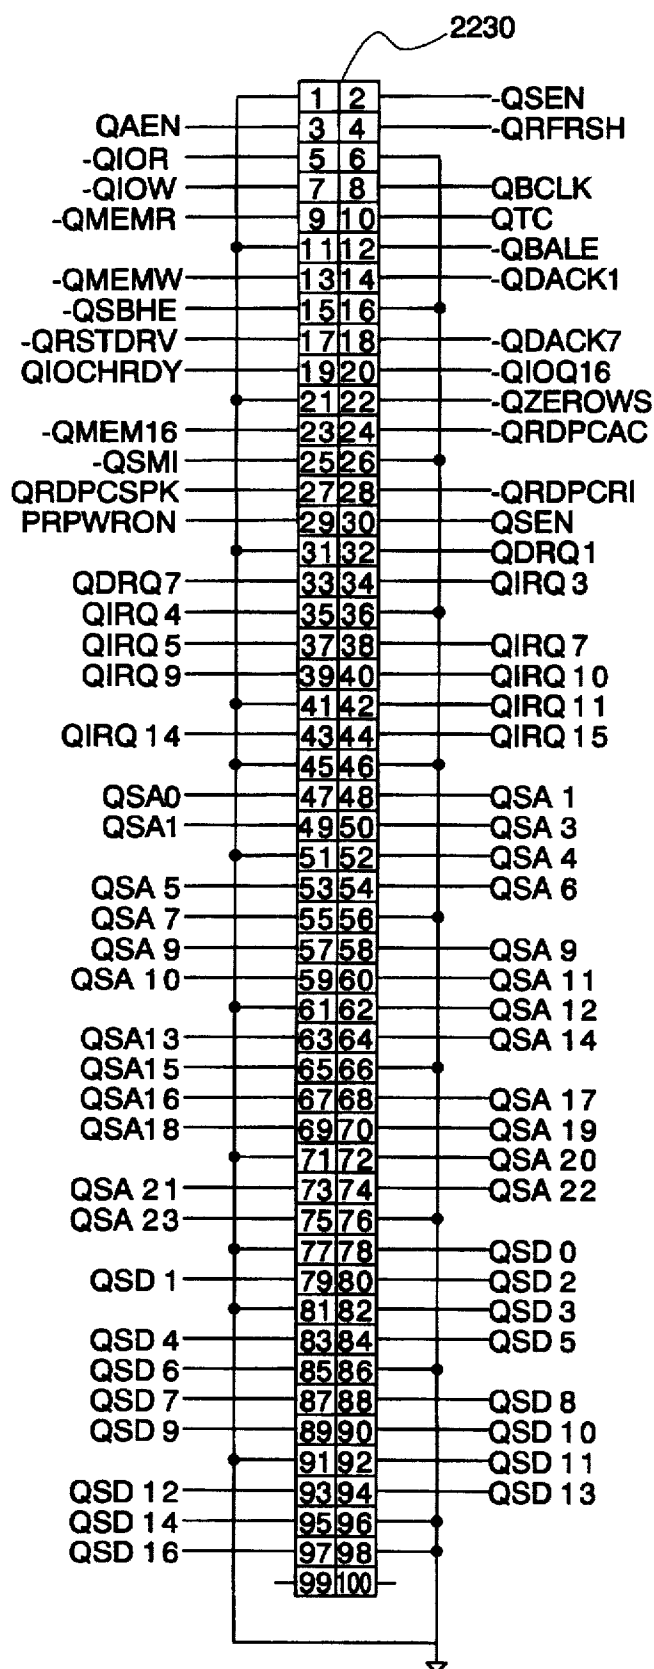 2230
1 2 -QSEN
QAEN 3 4 -QRFRSH
-QIOR 5 6
-QIOW 7 8 QBCLK
-QMEMR 9 10 QTC
11 12 -QBALE
-QMEMW 13 14 -QDACK1
-QSBHE 15 16
-QRSTDRV 17 18 -QDACK7
QIOCHRDY 19 20 -QIOQ16
21 22 -QZEROWS
-QMEM16 23 24 -QRDPCAC
-QSMI 25 26
QRDPCSPK 27 28 -QRDPCRI
PRPWRON 29 30 QSEN
31 32 QDRQ1
QDRQ7 33 34 QIRQ 3
QIRQ 4 35 36
QIRQ 5 37 38 QIRQ 7
QIRQ 9 39 40 QIRQ 10
41 42 QIRQ 11
QIRQ 14 43 44 QIRQ 15
45 46
QSA0 47 48 QSA 1
QSA1 49 50 QSA 3
51 52 QSA 4
QSA 5 53 54 QSA 6
QSA 7 55 56
QSA 9 57 58 QSA 9
QSA 10 59 60 QSA 11
61 62 QSA 12
QSA13 63 64 QSA 14
QSA15 65 66
QSA16 67 68 QSA 17
QSA18 69 70 QSA 19
71 72 QSA 20
QSA 21 73 74 QSA 22
QSA 23 75 76
77 78 QSD 0
QSD 1 79 80 QSD 2
81 82 QSD 3
QSD 4 83 84 QSD 5
QSD 6 85 86
QSD 7 87 88 QSD 8
QSD 9 89 90 QSD 10
91 92 QSD 11
QSD 12 93 94 QSD 13
QSD 14 95 96
QSD 16 97 98
99 100